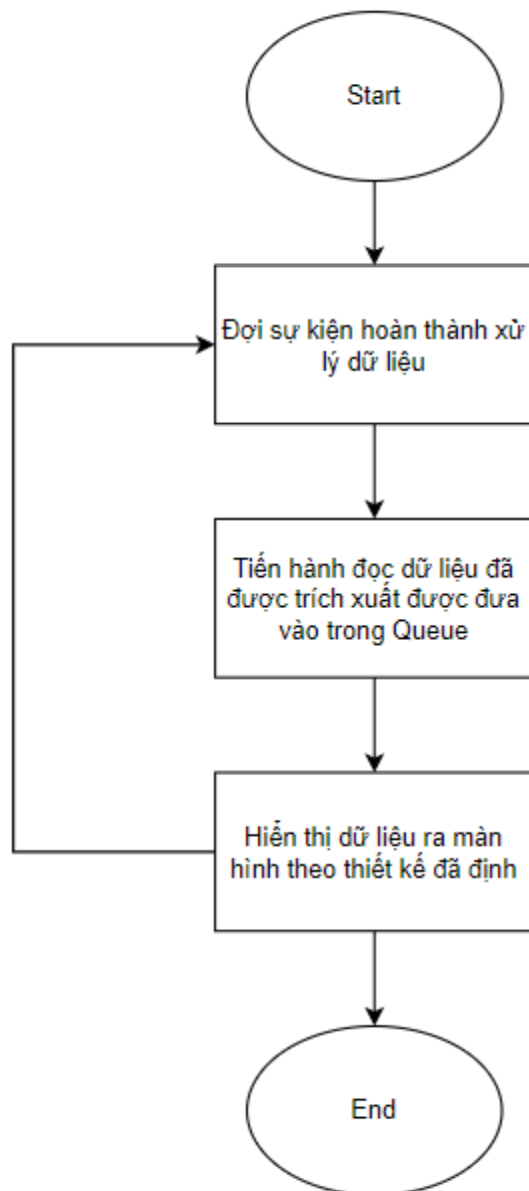 Start
Đợi sự kiện hoàn thành xử
lý dữ liệu
Tiến hành đọc dữ liệu đã
được trích xuất được đưa
vào trong Queue
Hiển thị dữ liệu ra màn
hình theo thiết kế đã định
End